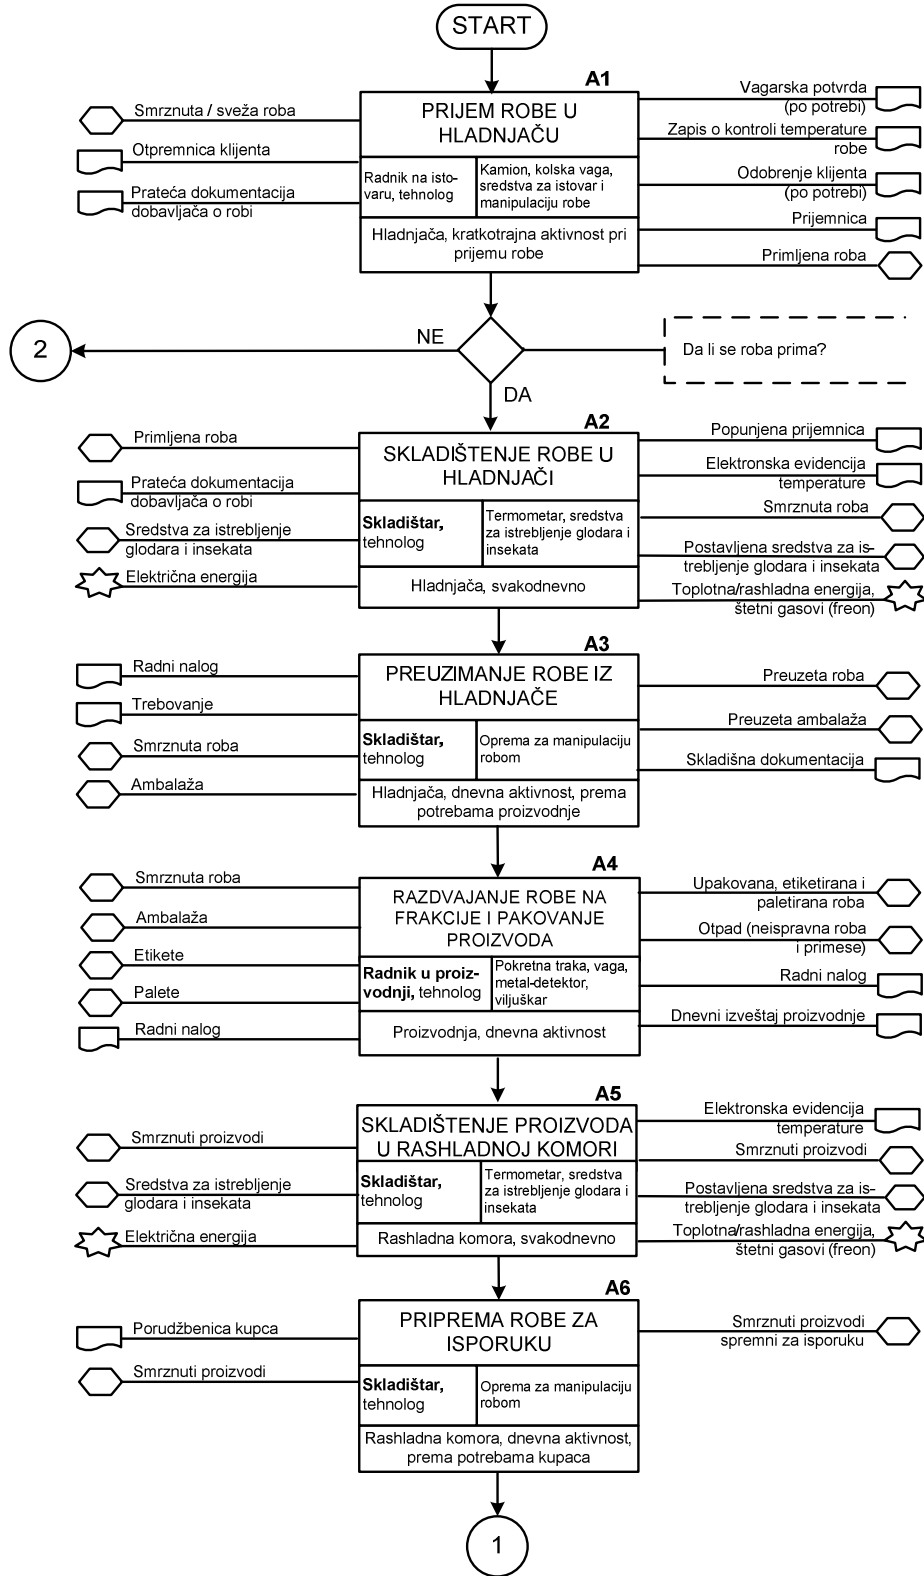 START
A1
Smrznuta / sveža roba
Otpremnica klijenta
Prateća dokumentacija
dobavljača o robi
PRIJEM ROBE U
HLADNJAČU
Radnik na isto-
varu, tehnolog
Kamion, kolska vaga,
sredstva za istovar i
manipulaciju robe
Hladnjača, kratkotrajna aktivnost pri
prijemu robe
Vagarska potvrda
(po potrebi)
Zapis o kontroli temperature
robe
Odobrenje klijenta
(po potrebi)
Prijemnica
Primljena roba
2
NE
DA
Da li se roba prima?
A2
Primljena roba
Prateća dokumentacija
dobavljača o robi
Sredstva za istrebljenje
glodara i insekata
Električna energija
SKLADIŠTENJE ROBE U
HLADNJAČI
Skladištar,
tehnolog
Termometar, sredstva
za istrebljenje glodara i
insekata
Hladnjača, svakodnevno
Popunjena prijemnica
Elektronska evidencija
temperature
Smrznuta roba
Postavljena sredstva za is-
trebljenje glodara i insekata
Toplotna/rashladna energija,
štetni gasovi (freon)
A3
Radni nalog
Trebovanje
Smrznuta roba
Ambalaža
PREUZIMANJE ROBE IZ
HLADNJAČE
Skladištar,
tehnolog
Oprema za manipulaciju
robom
Hladnjača, dnevna aktivnost, prema
potrebama proizvodnje
Preuzeta roba
Preuzeta ambalaža
Skladišna dokumentacija
A4
Smrznuta roba
Ambalaža
Etikete
Palete
Radni nalog
RAZDVAJANJE ROBE NA
FRAKCIJE I PAKOVANJE
PROIZVODA
Radnik u proiz-
vodnji, tehnolog
Pokretna traka, vaga,
metal-detektor,
viljuškar
Proizvodnja, dnevna aktivnost
Upakovana, etiketirana i
paletirana roba
Otpad (neispravna roba
i primese)
Radni nalog
Dnevni izveštaj proizvodnje
A5
Smrznuti proizvodi
Sredstva za istrebljenje
glodara i insekata
Električna energija
SKLADIŠTENJE PROIZVODA
U RASHLADNOJ KOMORI
Skladištar,
tehnolog
Termometar, sredstva
za istrebljenje glodara i
insekata
Rashladna komora, svakodnevno
Elektronska evidencija
temperature
Smrznuti proizvodi
Postavljena sredstva za is-
trebljenje glodara i insekata
Toplotna/rashladna energija,
štetni gasovi (freon)
A6
Porudžbenica kupca
Smrznuti proizvodi
PRIPREMA ROBE ZA
ISPORUKU
Skladištar,
tehnolog
Oprema za manipulaciju
robom
Rashladna komora, dnevna aktivnost,
prema potrebama kupaca
Smrznuti proizvodi
spremni za isporuku
1